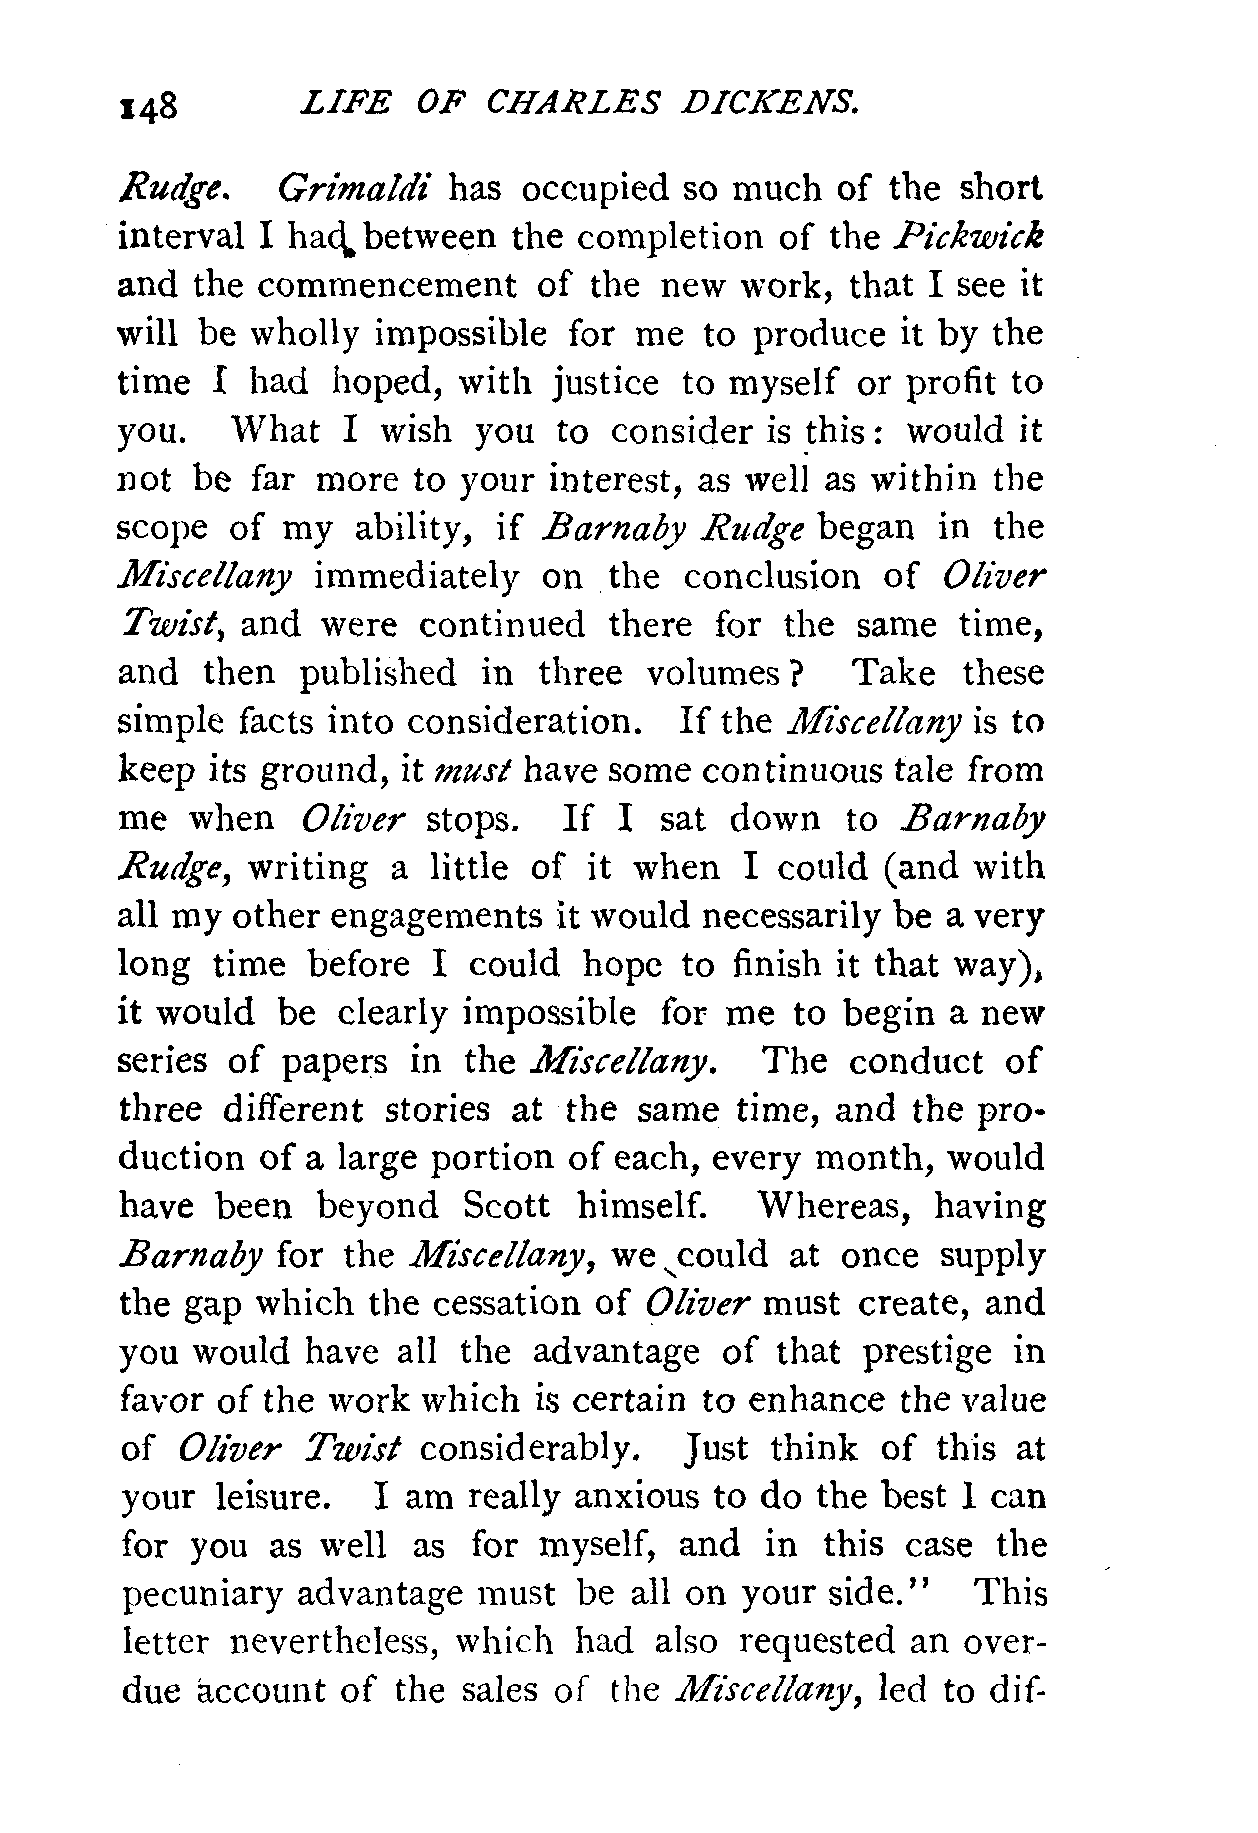 148 LIFE OF CHARLES DICKENS.
Rudge. Grimaldi has occupied so much of the short
interval I had between the completion of the Pickwick
and the commencement of the new work, that I see it
will be wholly impossible for me to produce it by the
time I had hoped, with justice to myself or profit to
you. What I wish you to consider is this: would it
not be far more to your interest, as well as within the
scope of my ability, if Barnaby Rudge began in the
Miscellany immediately on the conclusion of Oliver
Twist, and were continued there for the same time,
and then published in three volumes? Take these
simple facts into consideration. If the Miscellany is to
keep its ground, it must have some continuous tale from
me when Oliver stops. If I sat down to Barnaby
Rudge, writing a little of it when I could (and with
all my other engagements it would necessarily be a very
long time before I could hope to finish it that way),
it would be clearly impossible for me to begin a new
series of papers in the Miscellany. The conduct of
three different stories at the same time, and the pro-
duction of a large portion of each, every month, would
have been beyond Scott himself. Whereas, having
Barnaby for the Miscellany, we could at once supply
the gap which the cessation of Oliver must create, and
you would have all the advantage of that prestige in
favor of the work which is certain to enhance the value
of Oliver Twist considerably. Just think of this at
your leisure. I am really anxious to do the best I can
for you as well as for myself, and in this case the
pecuniary advantage must be all on your side." This
letter nevertheless, which had also requested an over-
due account of the sales of the Miscellany, led to dif-